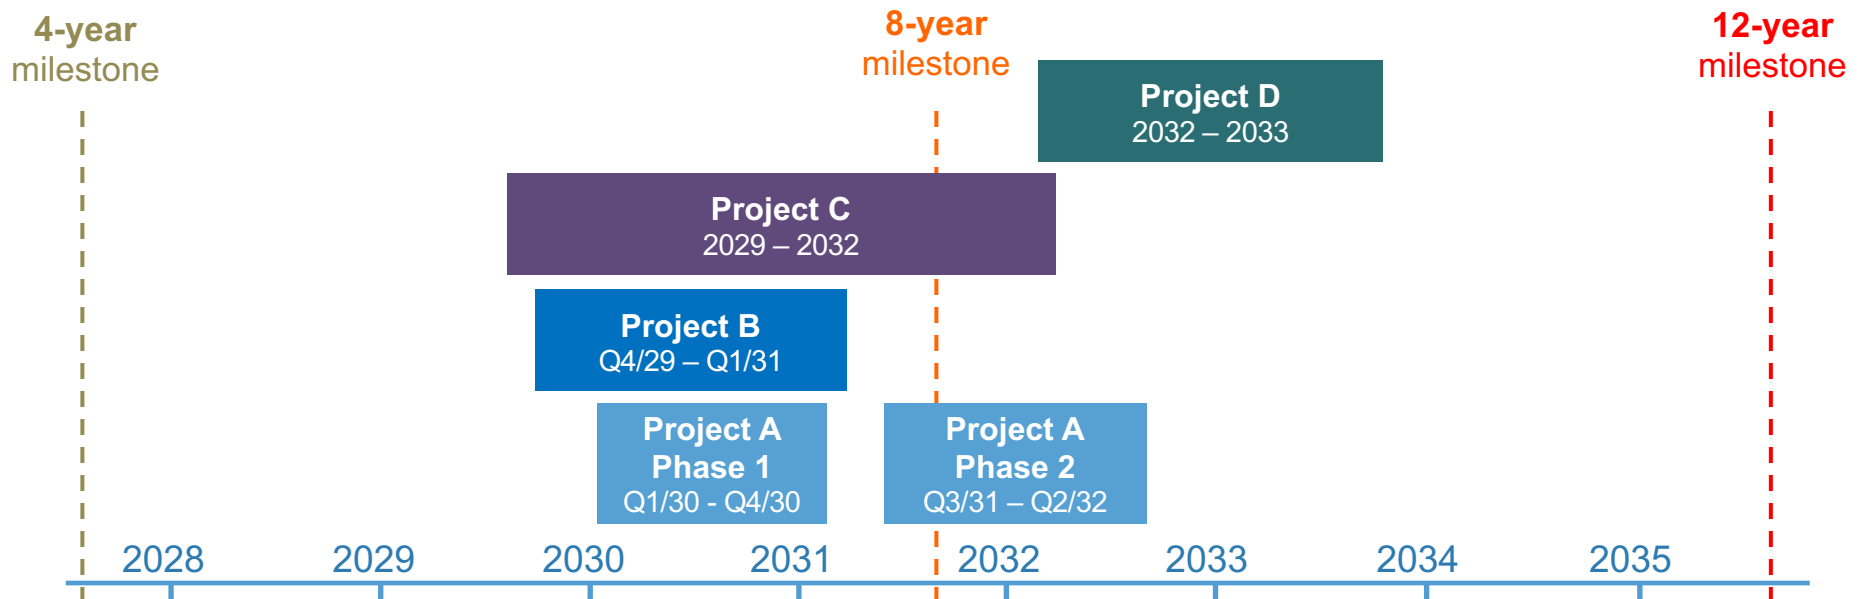 4-year
milestone
8-year
milestone
12-year
milestone
Project D
2032 – 2033
Project C
2029 – 2032
Project B
Q4/29 – Q1/31
Project A
Phase 1
Q1/30 - Q4/30
Project A
Phase 2
Q3/31 – Q2/32
2028 2029 2030 2031 2032 2033 2034 2035